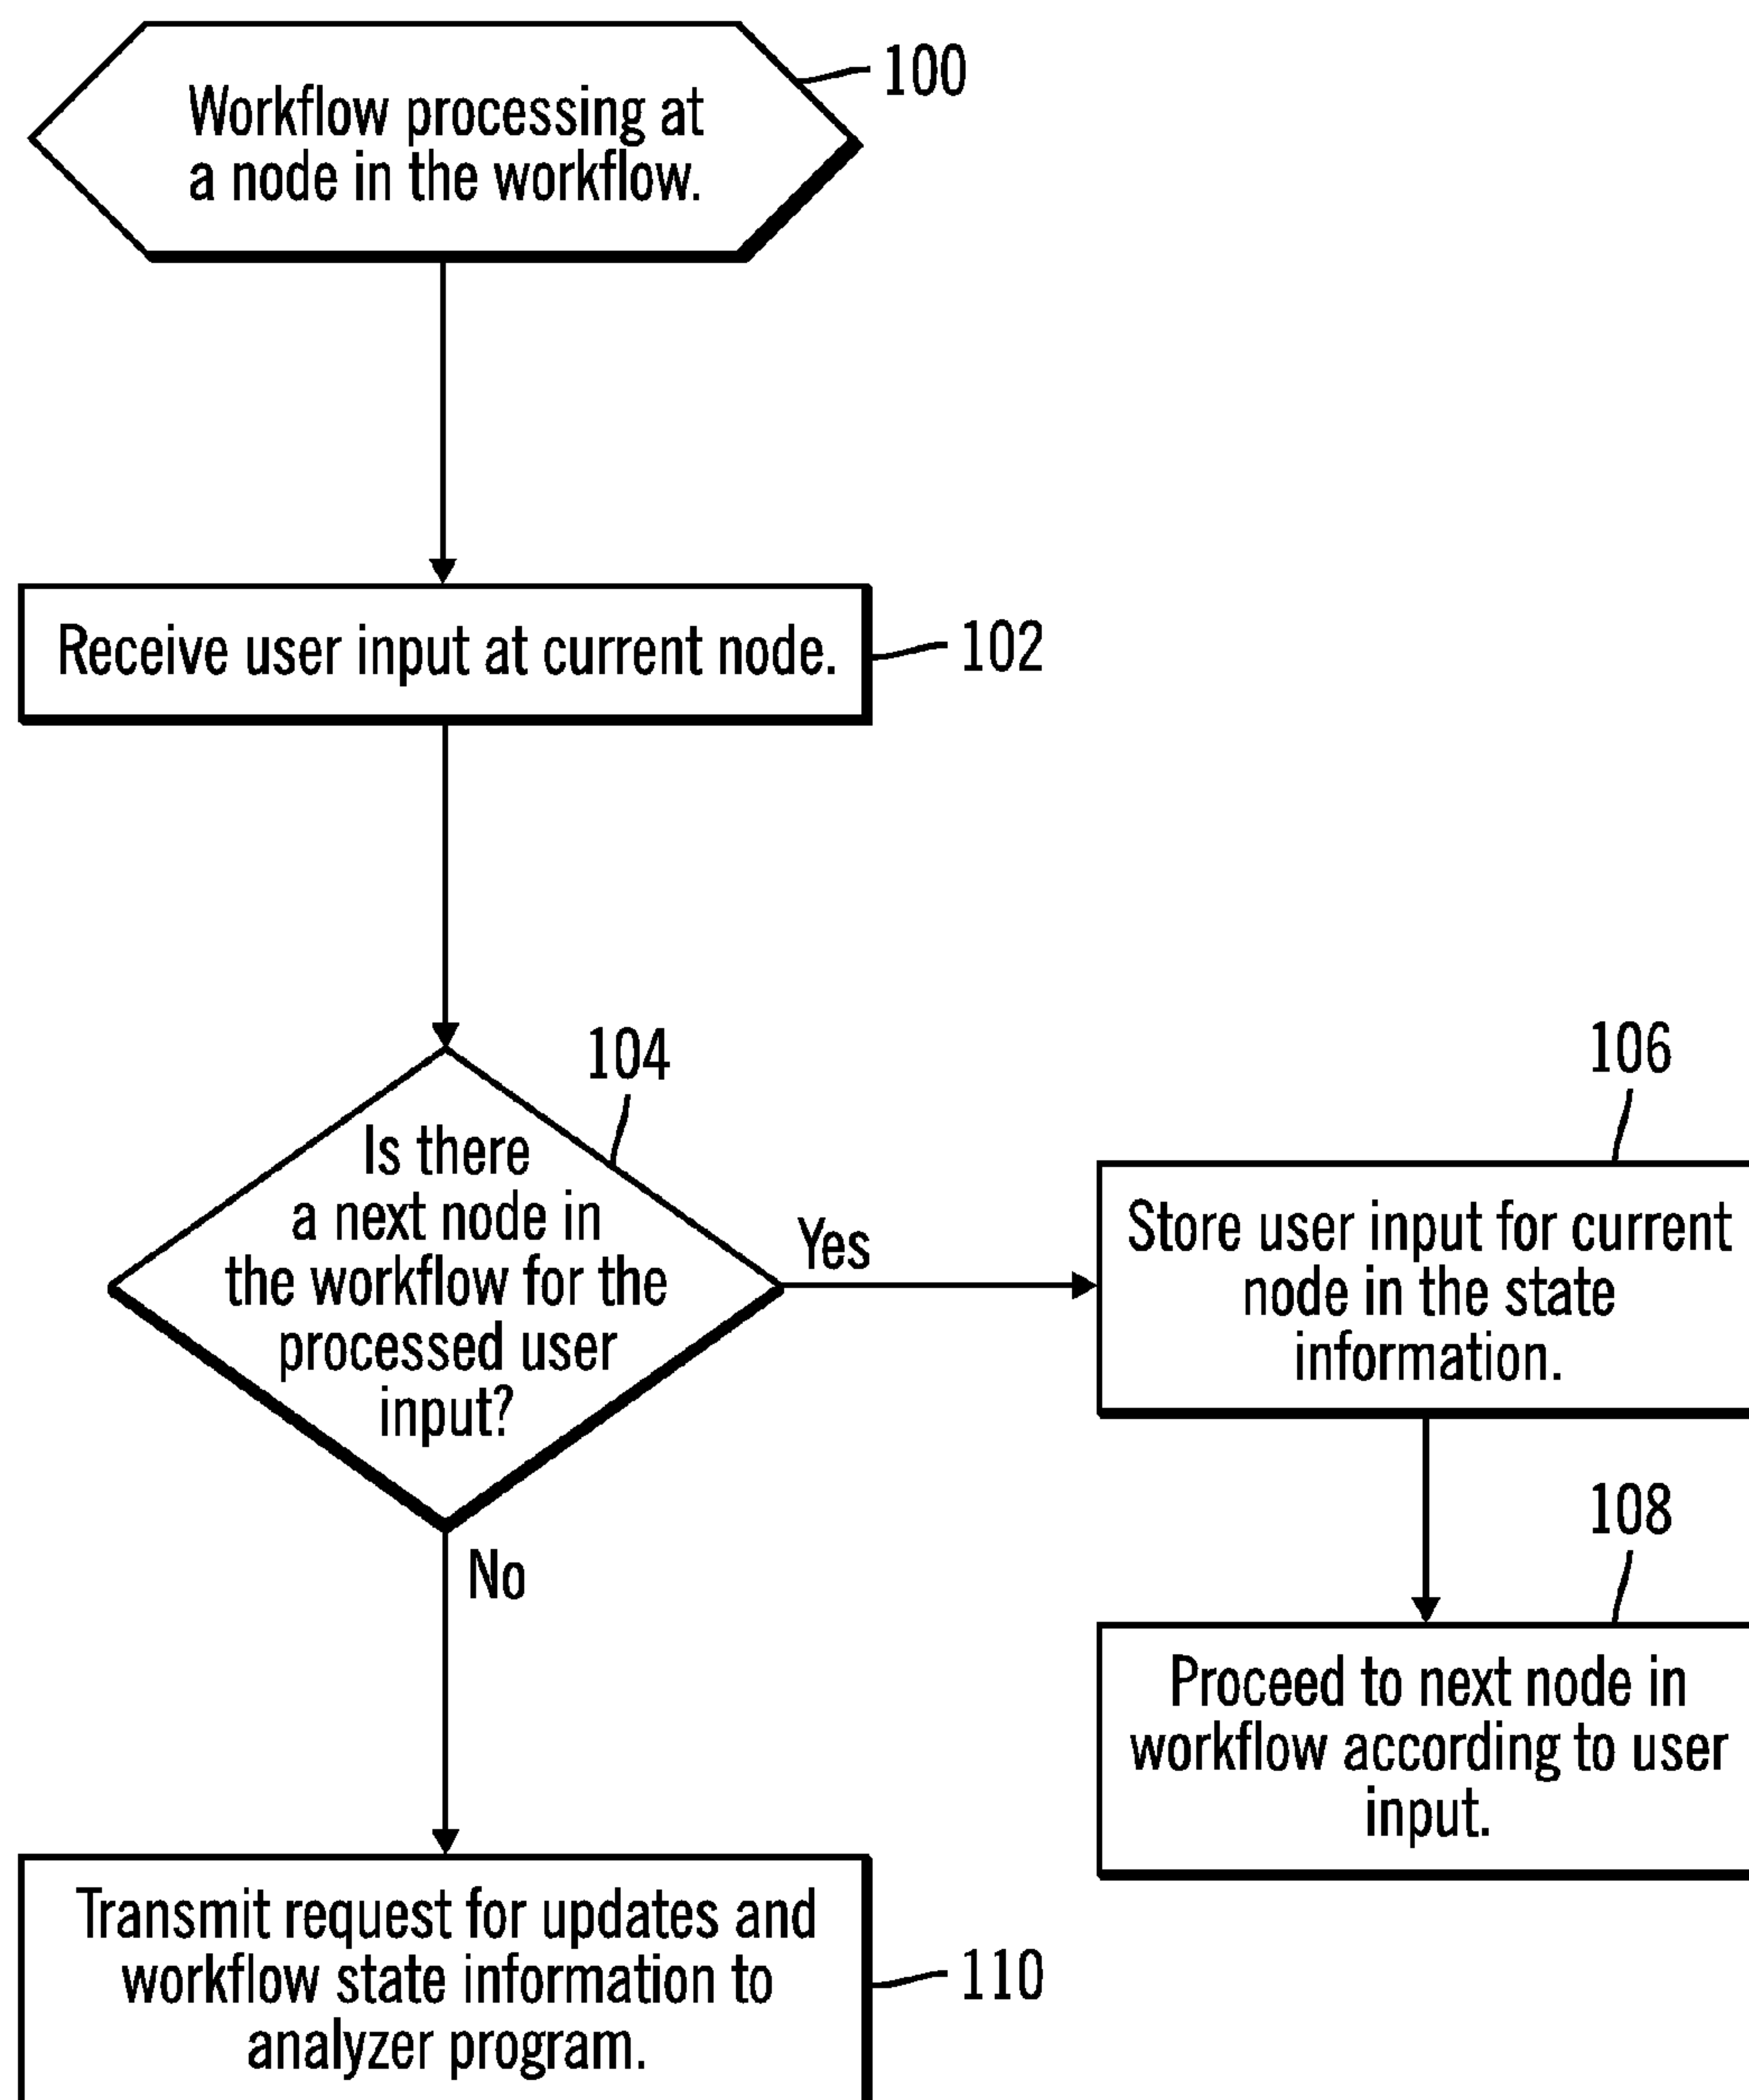 Workflow processing at
a node in the workflow.
100
Receive user input at current node.
102
104
Is there
a next node in
the workflow for the
processed user
input?
Yes
No
106
Store user input for current
node in the state
information.
108
Proceed to next node in
workflow according to user
input.
Transmit request for updates and
workflow state information to
analyzer program.
110